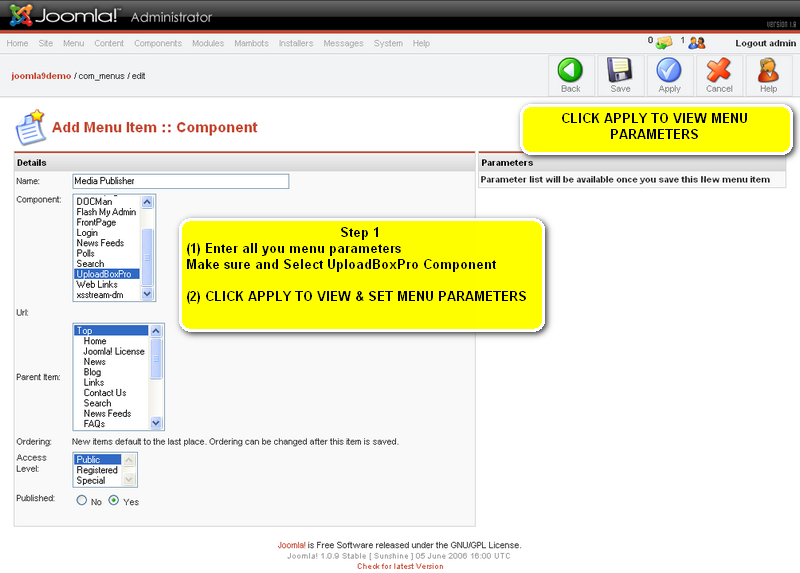 Joomla!™ Administrator
version 1.0
Home Site Menu Content Components Modules Mambots Installers Messages System Help
0 1 Logout admin
joomla9demo / com_menus / edit
Back Save Apply Cancel Help
Add Menu Item :: Component
CLICK APPLY TO VIEW MENU
PARAMETERS
Details
Name: Media Publisher
Component:
DOCMan
Flash My Admin
FrontPage
Login
News Feeds
Polls
Search
UploadBoxPro
Web Links
xsstream-dm
Parameters
Parameter list will be available once you save this New menu item
Step 1
(1) Enter all you menu parameters
Make sure and Select UploadBoxPro Component
(2) CLICK APPLY TO VIEW & SET MENU PARAMETERS
Url:
Parent Item:
Top
Home
Joomla! License
News
Blog
Links
Contact Us
Search
News Feeds
FAQs
Ordering: New items default to the last place. Ordering can be changed after this item is saved.
Access
Level:
Public
Registered
Special
Published: No Yes
Joomla! is Free Software released under the GNU/GPL License.
Joomla! 1.0.9 Stable [ Sunshine ] 05 June 2006 16:00 UTC
Check for latest Version